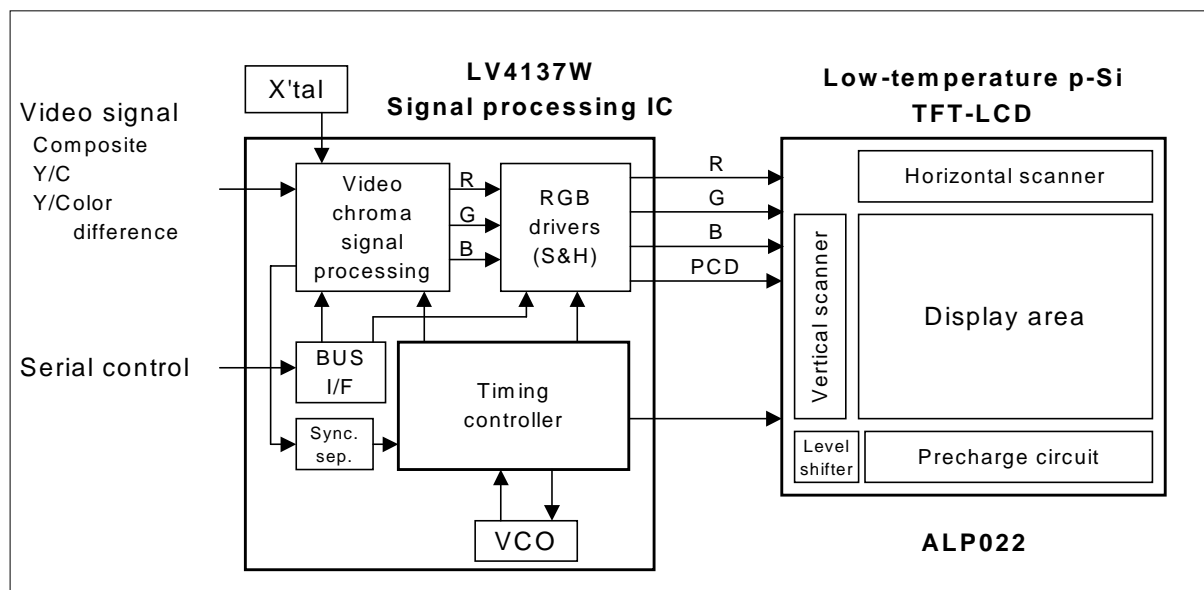 LV4137W
Signal processing IC
Low-temperature p-Si
TFT-LCD
X'tal
Video signal
Composite
Y/C
Y/Color
difference
Video
chroma
signal
processing
R
G
B
RGB
drivers
(S&H)
R
G
B
PCD
Horizontal scanner
Vertical scanner
Display area
Serial control
BUS
I/F
Timing
controller
Sync.
sep.
Level
shifter
Precharge circuit
VCO
ALP022